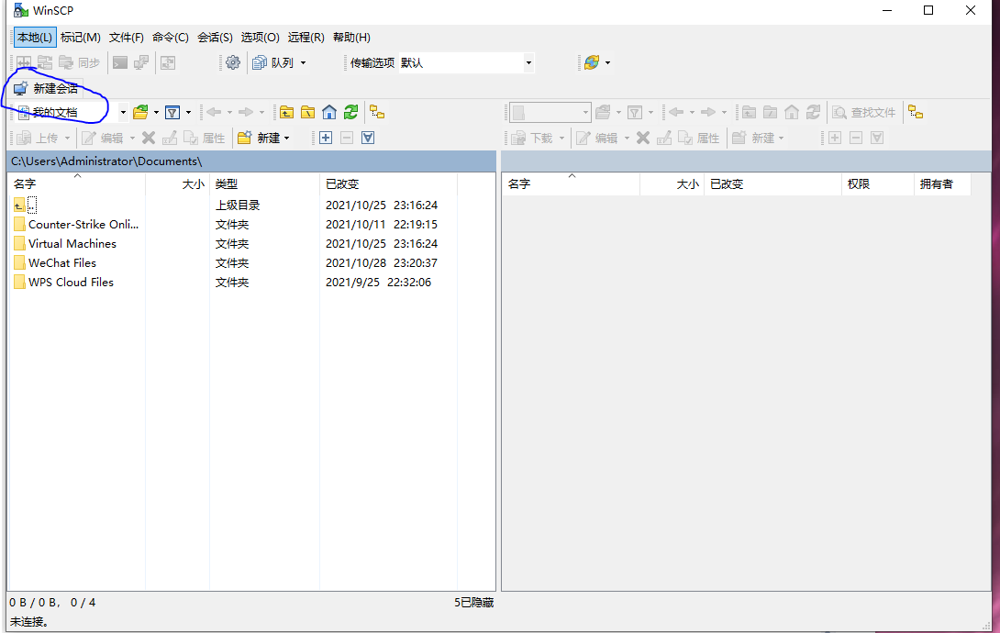 WinSCP
本地(L) 标记(M) 文件(F) 命令(C) 会话(S) 选项(O) 远程(R) 帮助(H)
同步 队列 传输选项 默认
新建会话
我的文档 查找文件
上传 编辑 属性 新建 下载 编辑 属性 新建
C:\Users\Administrator\Documents\
名字 大小 类型 已改变 名字 大小 已改变 权限 拥有者
.. 上级目录 2021/10/25 23:16:24
Counter-Strike Onli... 文件夹 2021/10/11 22:19:15
Virtual Machines 文件夹 2021/10/25 23:16:24
WeChat Files 文件夹 2021/10/28 23:20:37
WPS Cloud Files 文件夹 2021/9/25 22:32:06
0 B / 0 B, 0 / 4 5已隐藏
未连接。